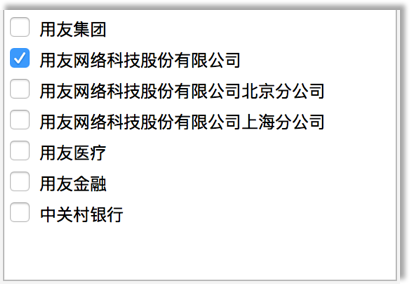 用友集团
用友网络科技股份有限公司
用友网络科技股份有限公司北京分公司
用友网络科技股份有限公司上海分公司
用友医疗
用友金融
中关村银行